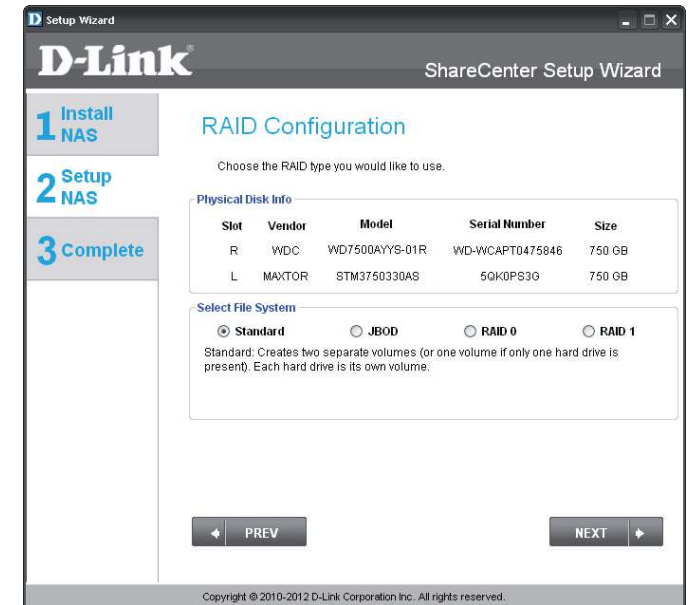 Setup Wizard
D-Link®
ShareCenter Setup Wizard
1 Install NAS
2 Setup NAS
3 Complete
RAID Configuration
Choose the RAID type you would like to use.
Physical Disk Info
Slot Vendor Model Serial Number Size
R WDC WD7500AYYS-01R WD-WCAPT0475846 750 GB
L MAXTOR STM3750330AS 5QK0PS3G 750 GB
Select File System
Standard JBOD RAID 0 RAID 1
Standard: Creates two separate volumes (or one volume if only one hard drive is
present). Each hard drive is its own volume.
PREV NEXT
Copyright © 2010-2012 D-Link Corporation Inc. All rights reserved.